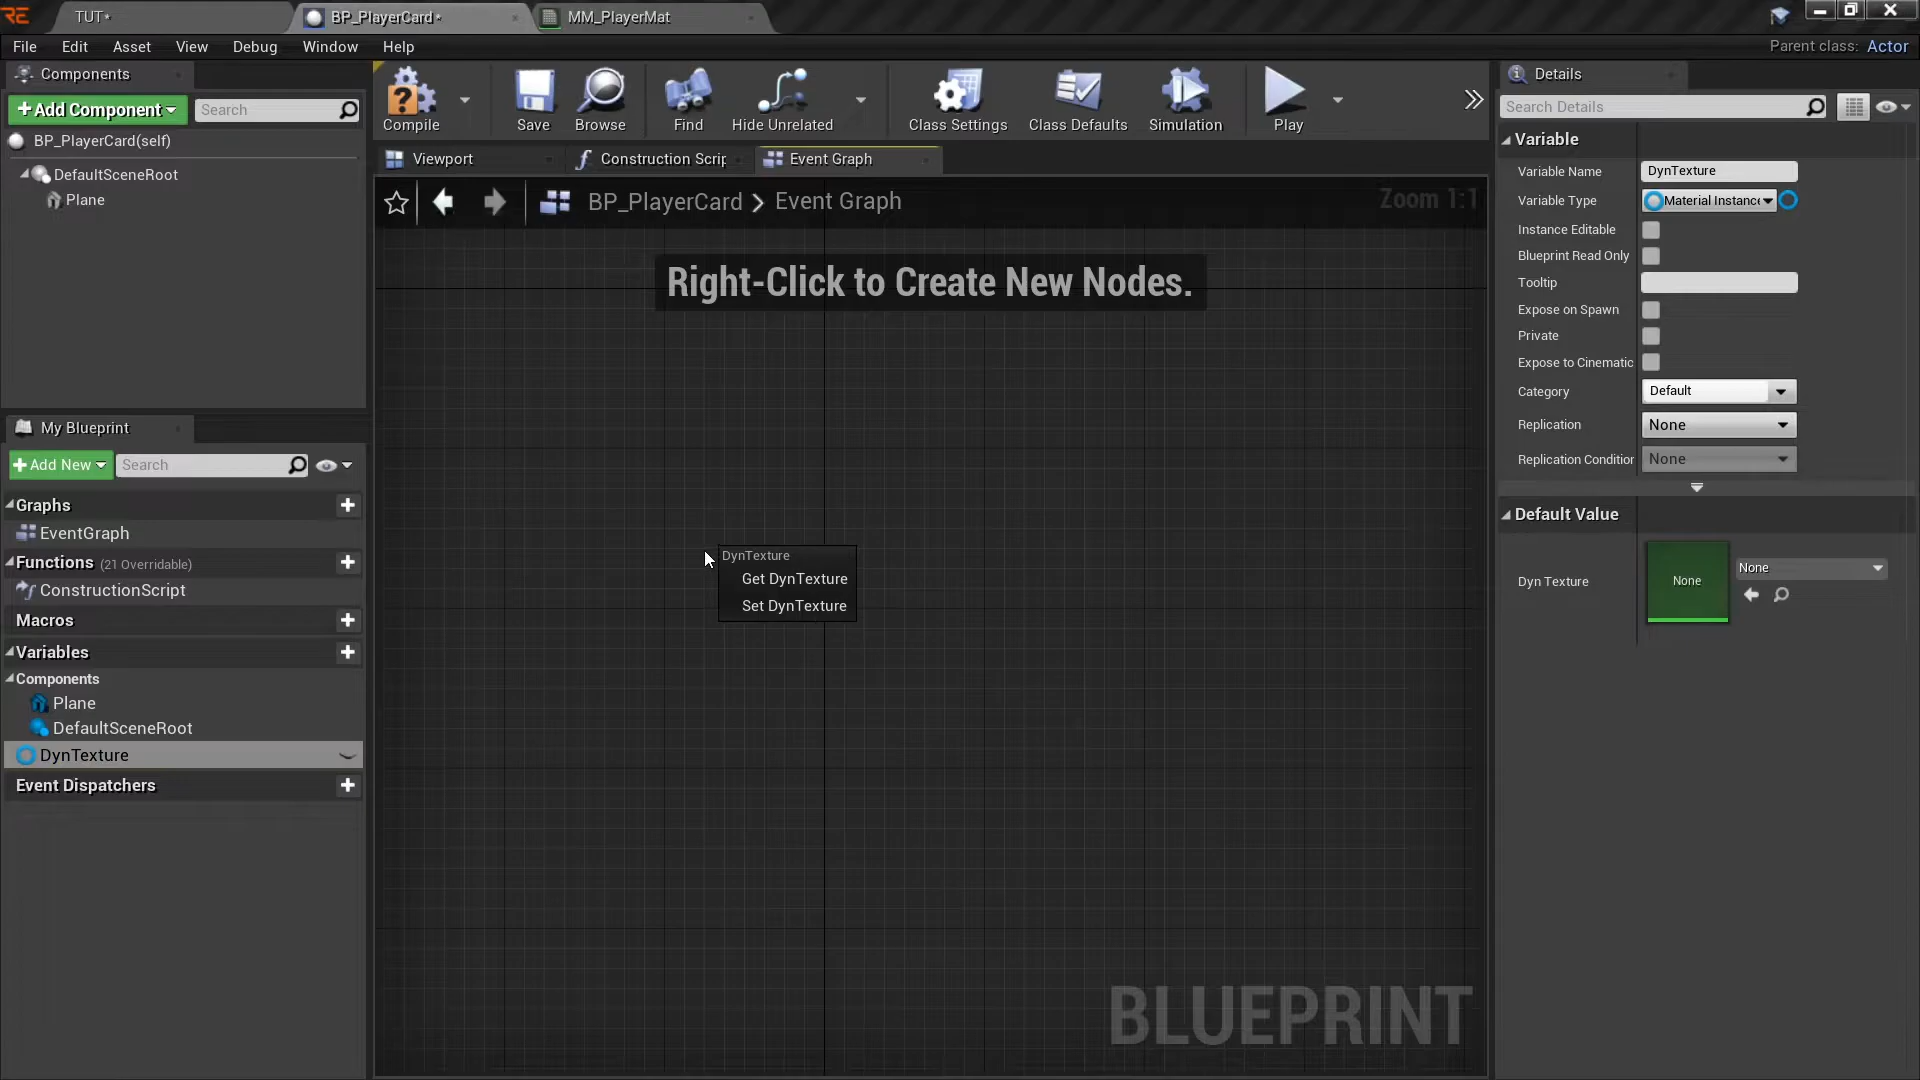 TUT*
BP_PlayerCard*
MM_PlayerMat
File Edit Asset View Debug Window Help
Parent class: Actor
Components
+Add Component
Search
BP_PlayerCard(self)
DefaultSceneRoot
Plane
Compile
Save
Browse
Find
Hide Unrelated
Class Settings
Class Defaults
Simulation
Play
Viewport
Construction Scrip
Event Graph
BP_PlayerCard > Event Graph
Zoom 1:1
Right-Click to Create New Nodes.
DynTexture
Get DynTexture
Set DynTexture
BLUEPRINT
My Blueprint
+Add New
Search
Graphs
EventGraph
Functions (21 Overridable)
ConstructionScript
Macros
Variables
Components
Plane
DefaultSceneRoot
DynTexture
Event Dispatchers
Details
Search Details
Variable
Variable Name DynTexture
Variable Type Material Instance
Instance Editable
Blueprint Read Only
Tooltip
Expose on Spawn
Private
Expose to Cinematic
Category Default
Replication None
Replication Condition None
Default Value
Dyn Texture None None